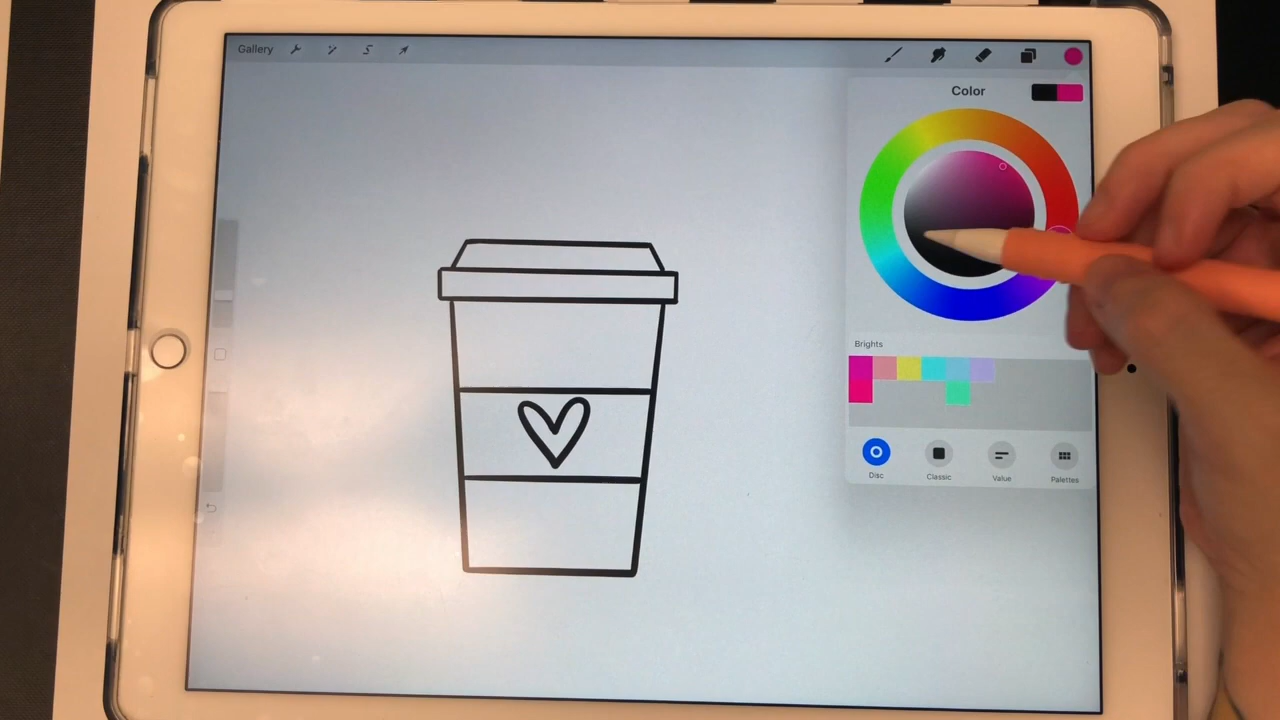 Gallery
Color
Brights
Disc
Classic
Value
Palettes